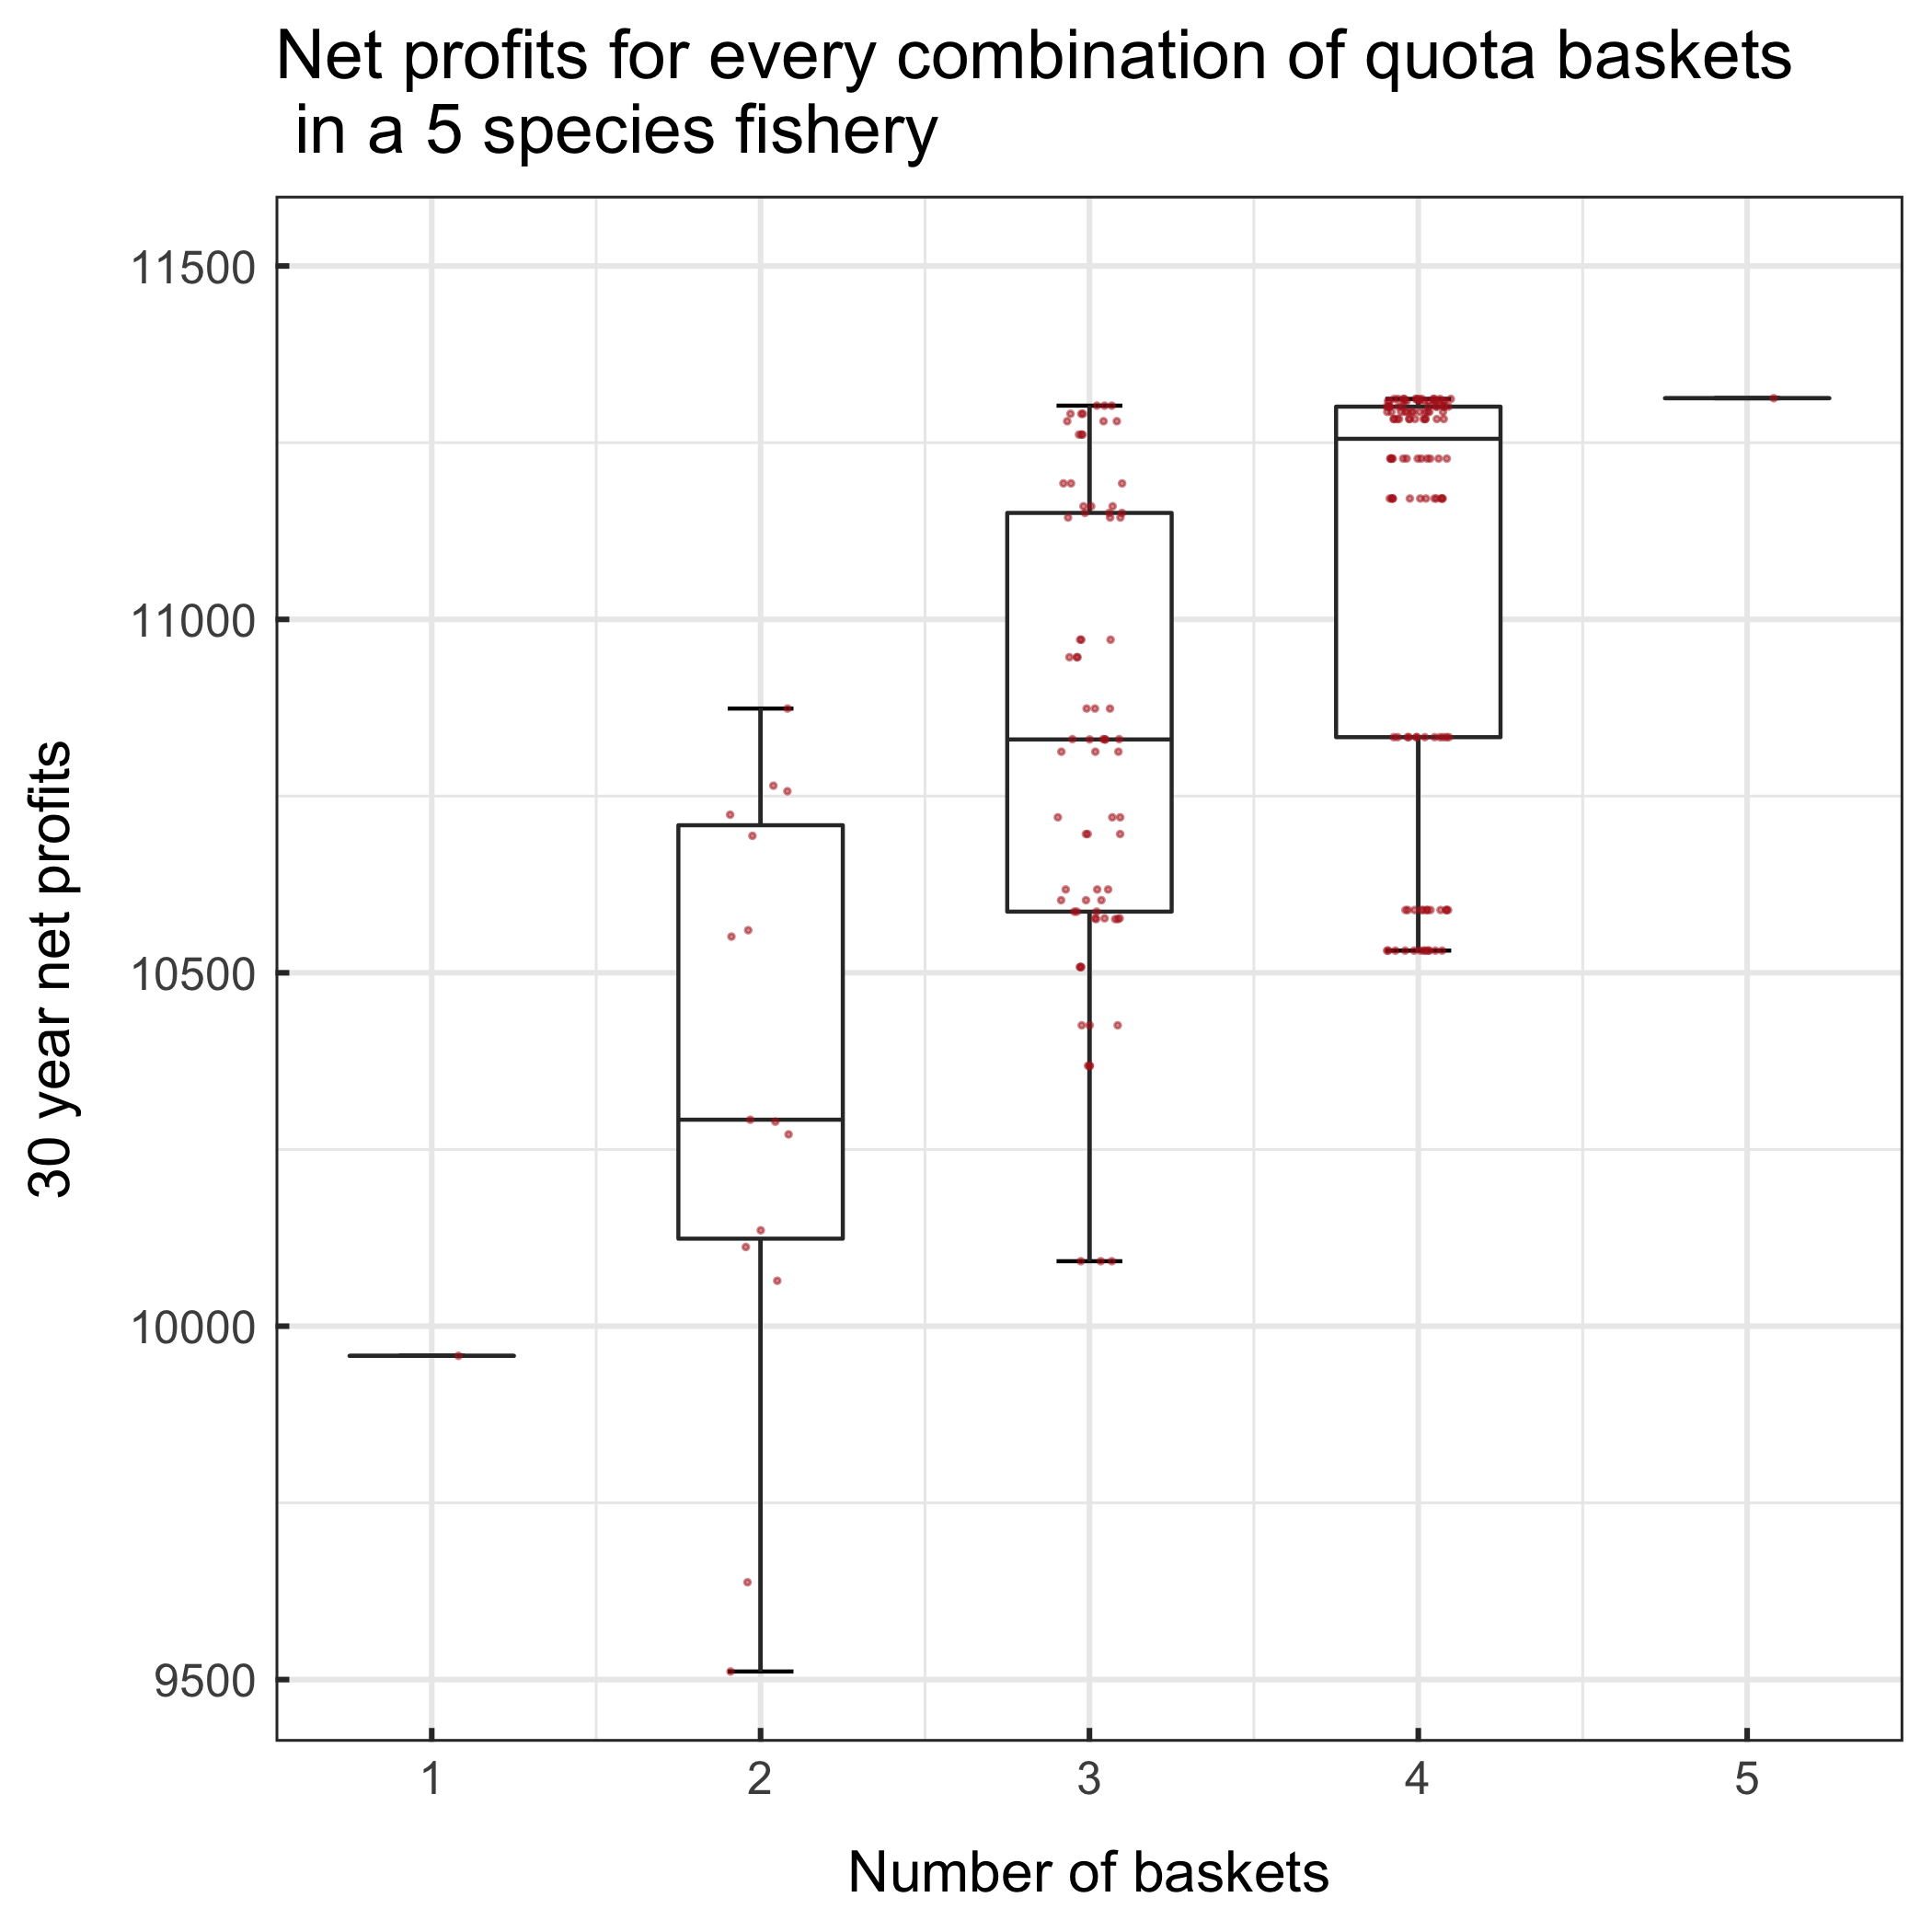 Net profits for every combination of quota baskets
in a 5 species fishery
11500
11000
10500
10000
9500
30 year net profits
1 2 3 4 5
Number of baskets